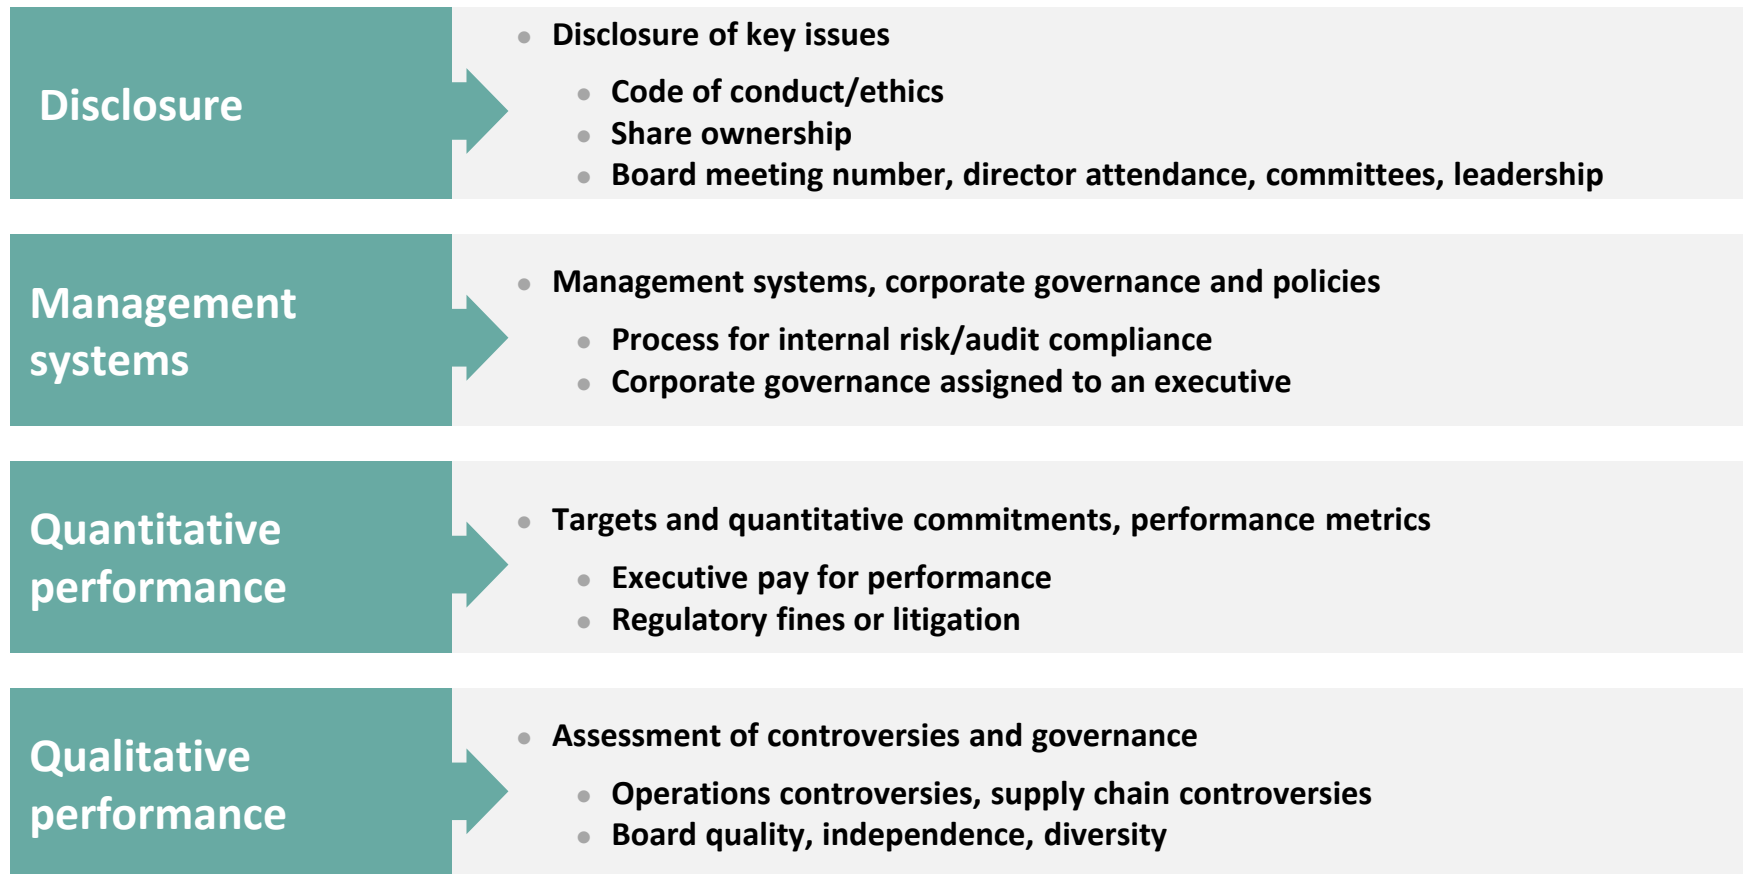 Disclosure
● Disclosure of key issues
● Code of conduct/ethics
● Share ownership
● Board meeting number, director attendance, committees, leadership
Management
systems
● Management systems, corporate governance and policies
● Process for internal risk/audit compliance
● Corporate governance assigned to an executive
Quantitative
performance
● Targets and quantitative commitments, performance metrics
● Executive pay for performance
● Regulatory fines or litigation
Qualitative
performance
● Assessment of controversies and governance
● Operations controversies, supply chain controversies
● Board quality, independence, diversity